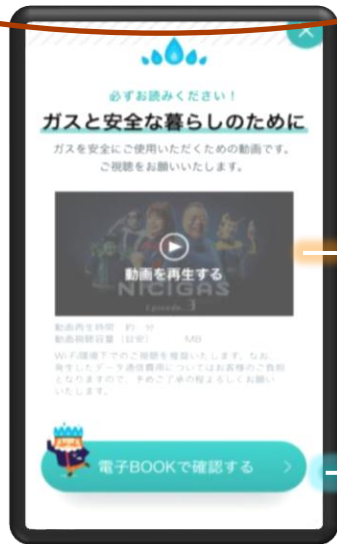 必ずお読みください！
ガスと安全な暮らしのために
ガスを安全にご使用いただくための動画です。
ご視聴をお願いいたします。
動画を再生する
NICIGAS
Episode 3
動画再生時間 約 分
動画視聴容量（目安） MB
Wi-Fi環境下でのご視聴を推奨いたします。なお、
発生したデータ通信費用についてはお客様のご負担
となりますので、予めご了承の程よろしくお願い
いたします。
電子BOOKで確認する